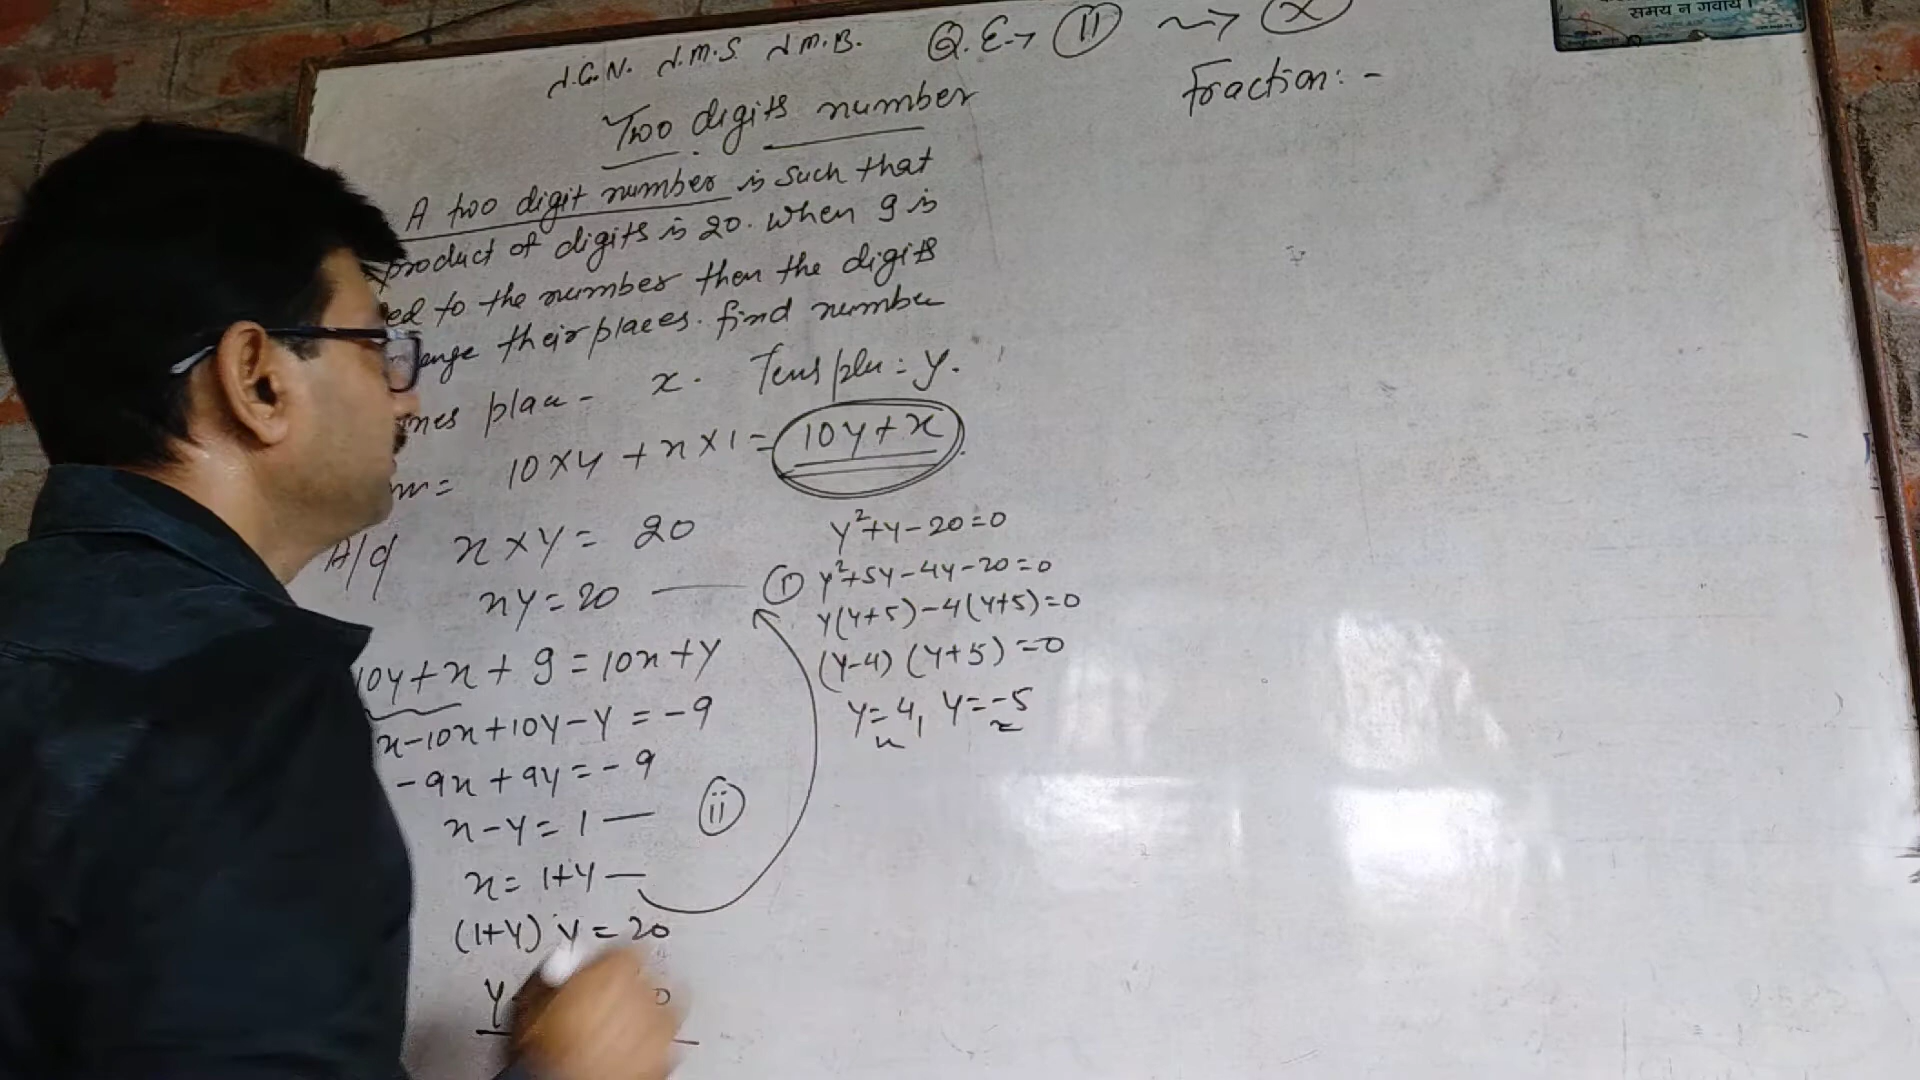 J.G.N. J.M.S. J.M.B. Q.E→ (11) ⇝ (X)
समय न गवायें।
Two digits number
A two digit number is such that
product of digits is 20. when 9 is
ed to the number then the digits
ange their places. find number
ones place - x. Tens place = y.
10×y + x×1 = 10y+x
A/q x×y = 20
xy = 20 — (i)
10y+x+9 = 10x+y
x-10x+10y-y = -9
-9x+9y = -9
x-y = 1 — (ii)
x = 1+y —
(1+y) y = 20
y
y²+y-20=0
y²+5y-4y-20=0
y(y+5)-4(y+5)=0
(y-4) (y+5) =0
y=4, y=-5
Fraction:-